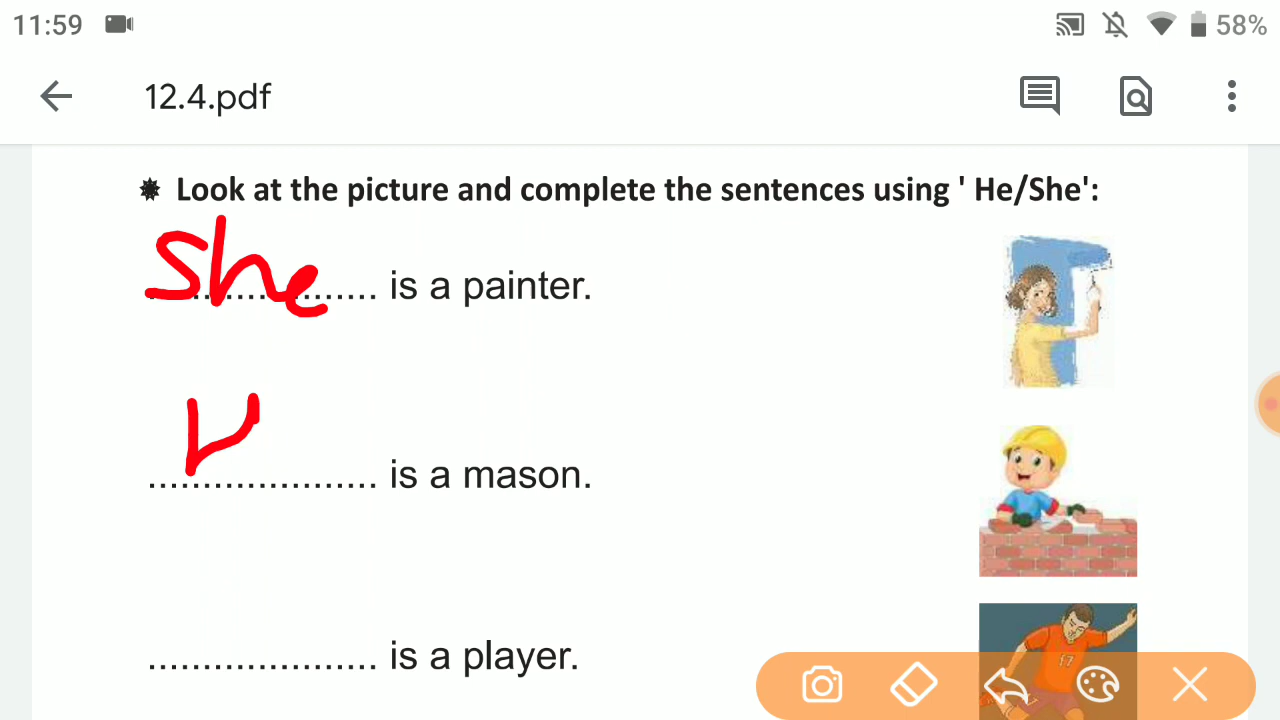 11:59 58%
12.4.pdf
Look at the picture and complete the sentences using ' He/She':
She .................... is a painter.
.................... is a mason.
.................... is a player.
17